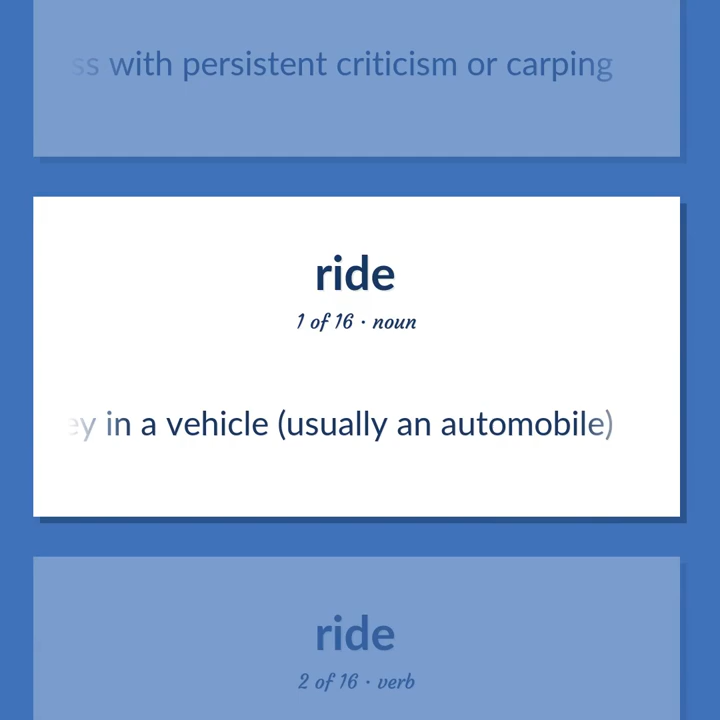 with persistent criticism or carping
ride
1 of 16 · noun
in a vehicle (usually an automobile)
ride
2 of 16 · verb